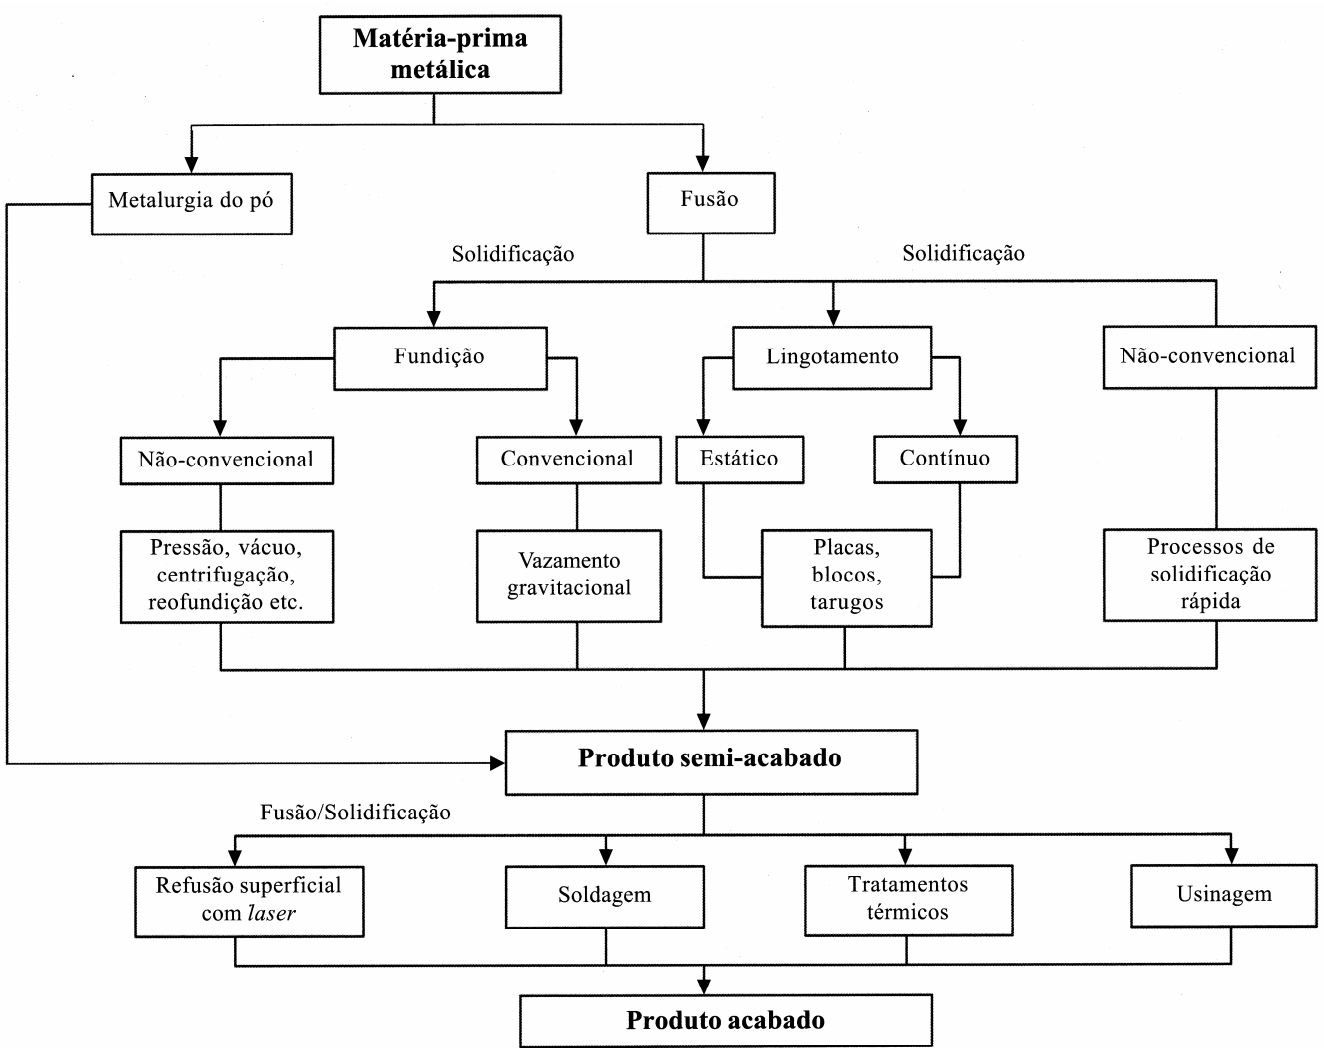 Matéria-prima
metálica
Metalurgia do pó
Fusão
Solidificação
Solidificação
Fundição
Lingotamento
Não-convencional
Não-convencional
Convencional
Estático
Contínuo
Pressão, vácuo,
centrifugação,
reofundição etc.
Vazamento
gravitacional
Placas,
blocos,
tarugos
Processos de
solidificação
rápida
Produto semi-acabado
Fusão/Solidificação
Refusão superficial
com laser
Soldagem
Tratamentos
térmicos
Usinagem
Produto acabado